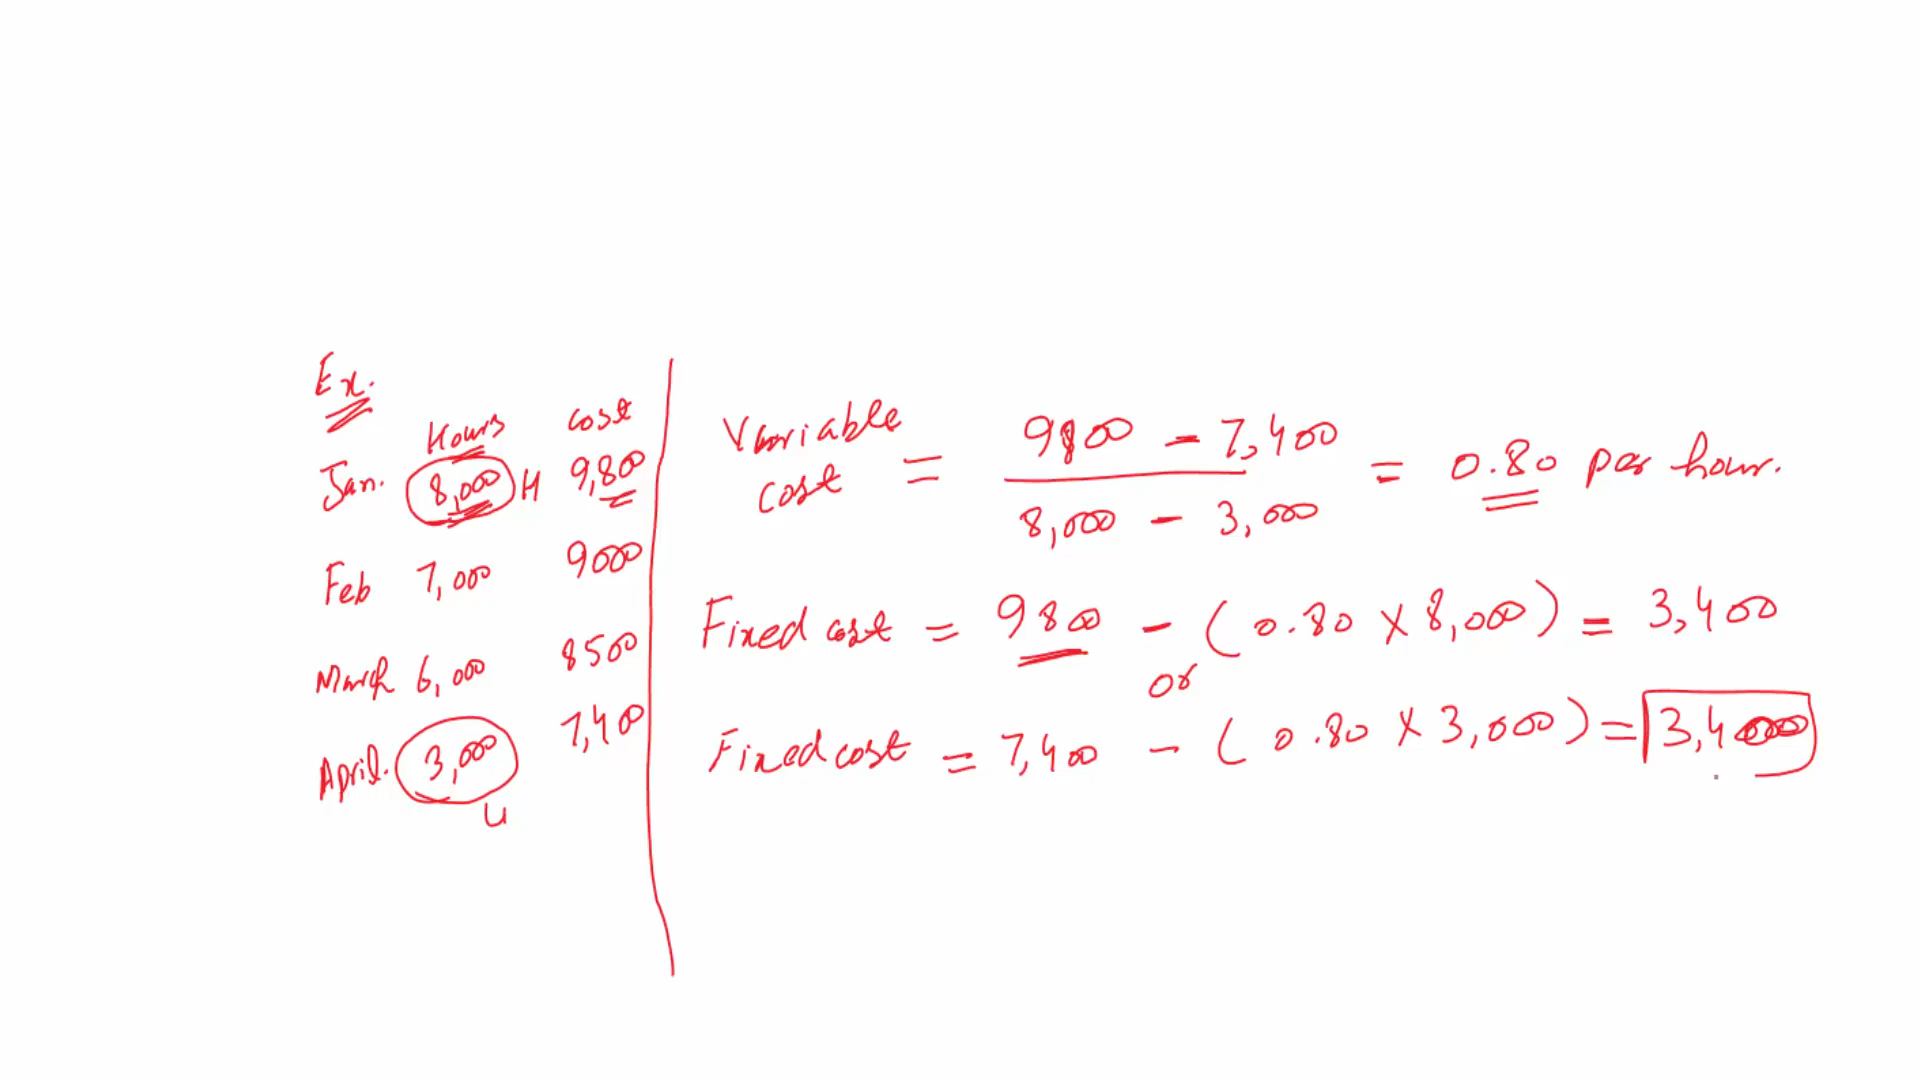 Ex.
Hours cost
Jan. 8,000 H 9,800
Feb 7,000 9000
March 6,000 8500
April. 3,000 7,400
L
Variable cost = 9800 - 7,400 / 8,000 - 3,000 = 0.80 per hour.
Fixed cost = 9800 - (0.80 × 8,000) = 3,400
or
Fixed cost = 7,400 - (0.80 × 3,000) = 3,400